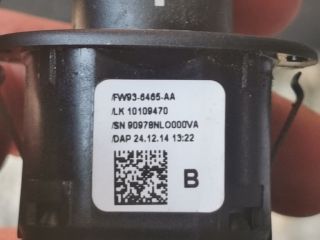 /FW93-6465-AA
/LK 10109470
/SN 90978NLO000VA
/DAP 24.12.14 13:22
B